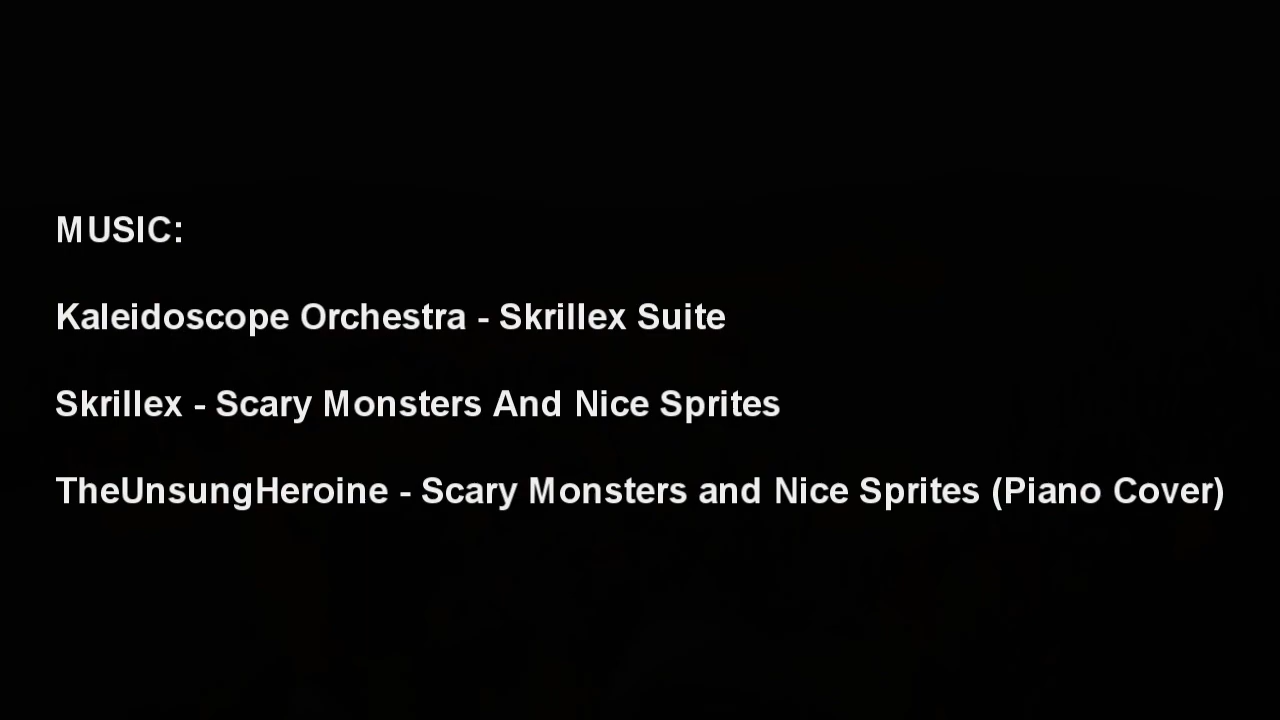 MUSIC:
Kaleidoscope Orchestra - Skrillex Suite
Skrillex - Scary Monsters And Nice Sprites
TheUnsungHeroine - Scary Monsters and Nice Sprites (Piano Cover)